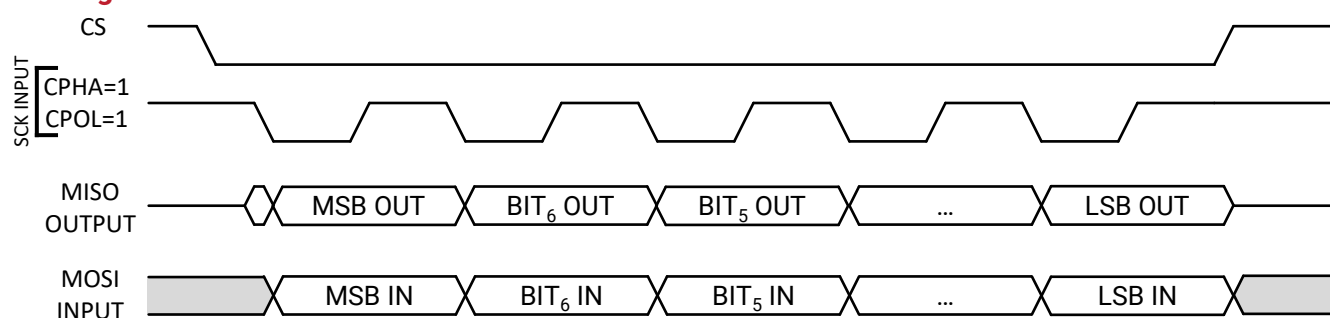 CS
SCK INPUT
CPHA=1
CPOL=1
MISO
OUTPUT
MSB OUT BIT₆ OUT BIT₅ OUT ... LSB OUT
MOSI
INPUT
MSB IN BIT₆ IN BIT₅ IN ... LSB IN